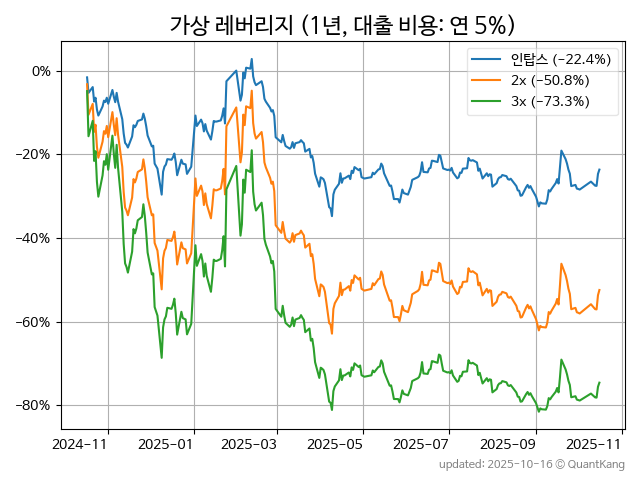 가상 레버리지 (1년, 대출 비용: 연 5%)
인탑스 (−22.4%)
2x (−50.8%)
3x (−73.3%)
0%
−20%
−40%
−60%
−80%
2024-11 2025-01 2025-03 2025-05 2025-07 2025-09 2025-11
updated: 2025-10-16 © QuantKang